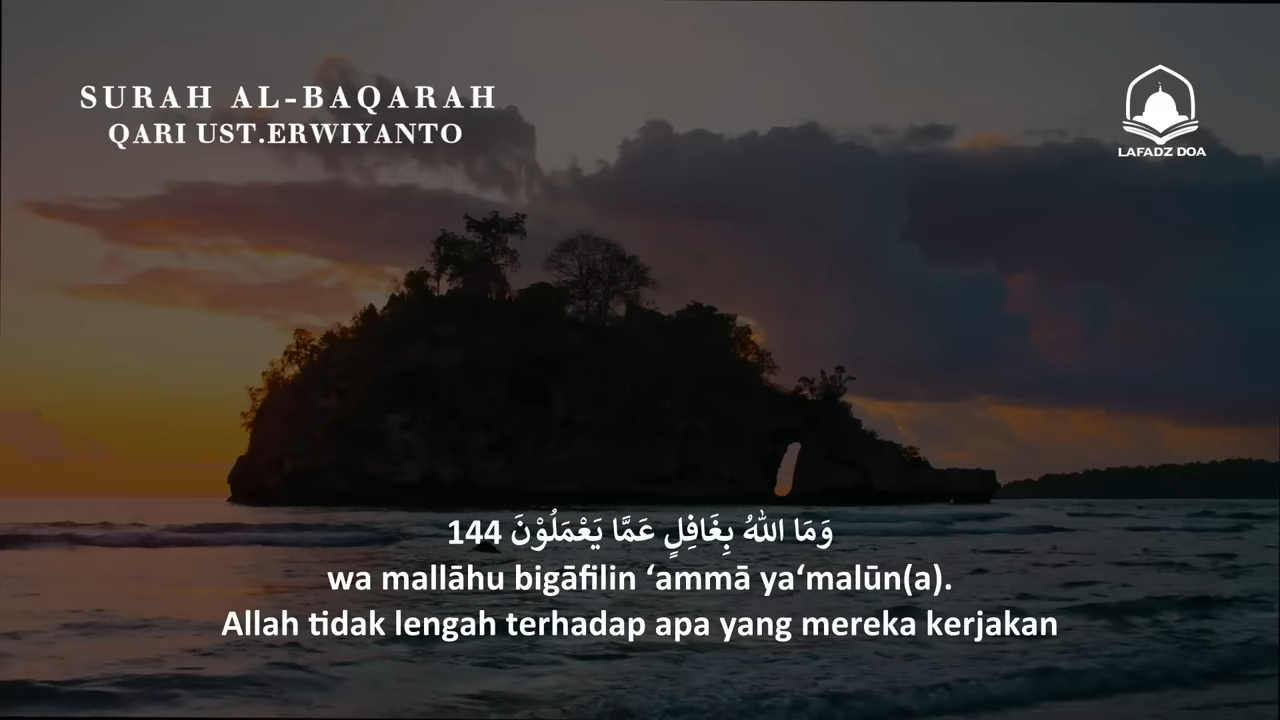 SURAH AL-BAQARAH
QARI UST.ERWIYANTO
LAFADZ DOA
وَمَا اللّٰهُ بِغَافِلٍ عَمَّا يَعْمَلُوْنَ 144
wa mallāhu bigāfilin ‘ammā ya‘malūn(a).
Allah tidak lengah terhadap apa yang mereka kerjakan